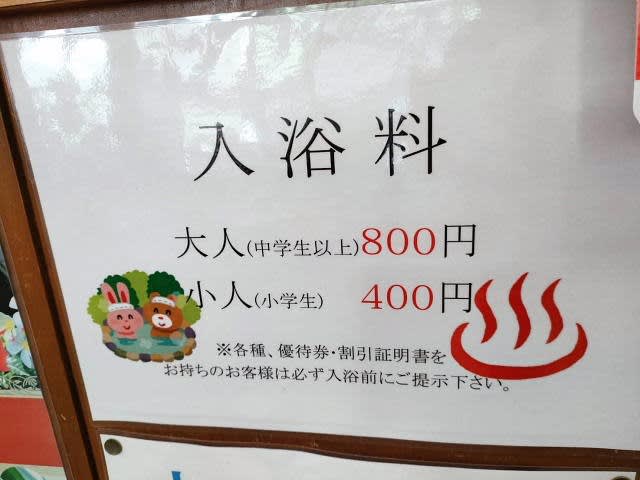 入浴料
大人(中学生以上)800円
小人(小学生) 400円
※各種、優待券・割引証明書を
お持ちのお客様は必ず入浴前にご提示下さい。